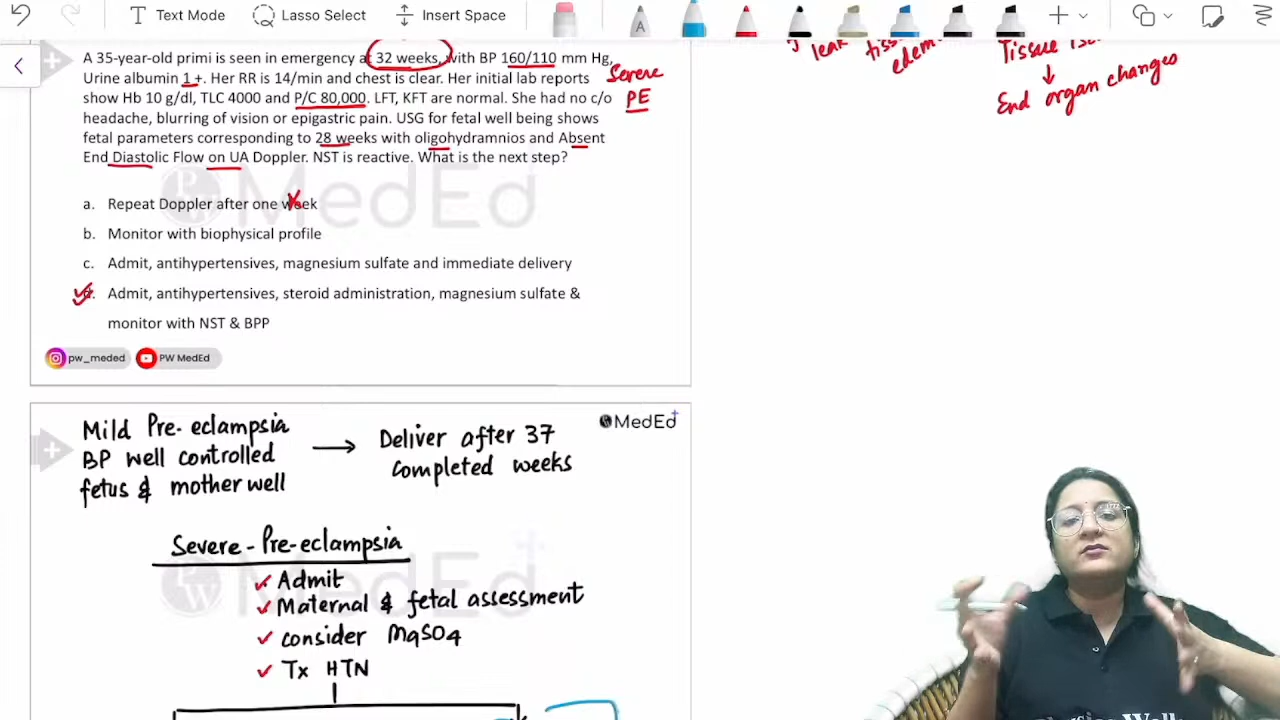 Text Mode
Lasso Select
Insert Space
A 35-year-old primi is seen in emergency at 32 weeks, with BP 160/110 mm Hg,
Urine albumin 1+. Her RR is 14/min and chest is clear. Her initial lab reports
show Hb 10 g/dl, TLC 4000 and P/C 80,000. LFT, KFT are normal. She had no c/o
headache, blurring of vision or epigastric pain. USG for fetal well being shows
fetal parameters corresponding to 28 weeks with oligohydramnios and Absent
End Diastolic Flow on UA Doppler. NST is reactive. What is the next step?
Severe
PE
leak
Tissue
↓
End organ changes
a. Repeat Doppler after one week
b. Monitor with biophysical profile
c. Admit, antihypertensives, magnesium sulfate and immediate delivery
d. Admit, antihypertensives, steroid administration, magnesium sulfate &
monitor with NST & BPP
MedEd
pw_meded PW MedEd
MedEd
Mild Pre-eclampsia
BP well controlled
fetus & mother well
→ Deliver after 37
completed weeks
Severe-Pre-eclampsia
✓ Admit
✓ Maternal & fetal assessment
✓ consider MgSO4
✓ Tx HTN
MedEd